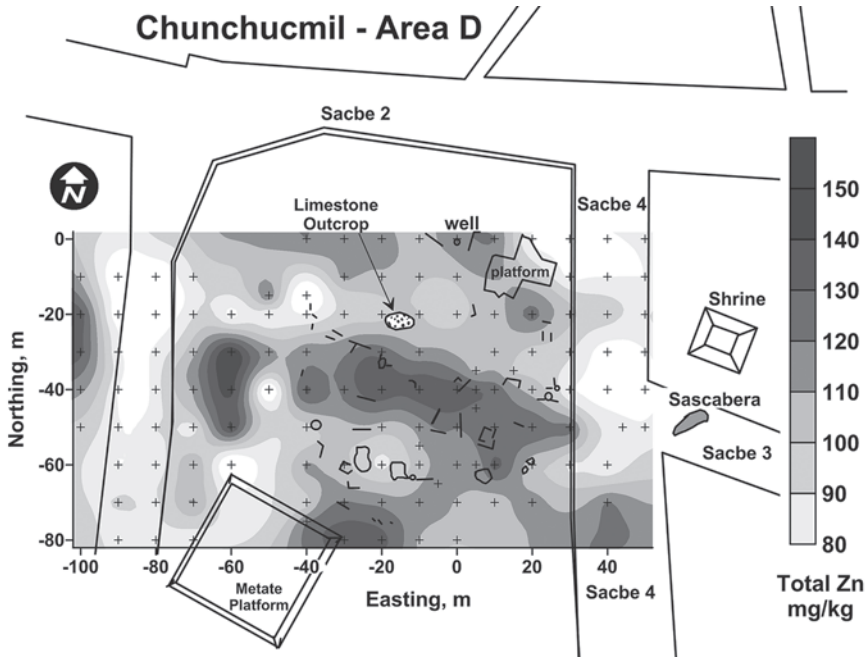 Chunchucmil - Area D
Sacbe 2
N
Limestone
Outcrop
well
Sacbe 4
platform
Shrine
Sascabera
Sacbe 3
Metate
Platform
Sacbe 4
Northing, m
0
-20
-40
-60
-80
-100 -80 -60 -40 -20 0 20 40
Easting, m
150
140
130
120
110
100
90
80
Total Zn
mg/kg